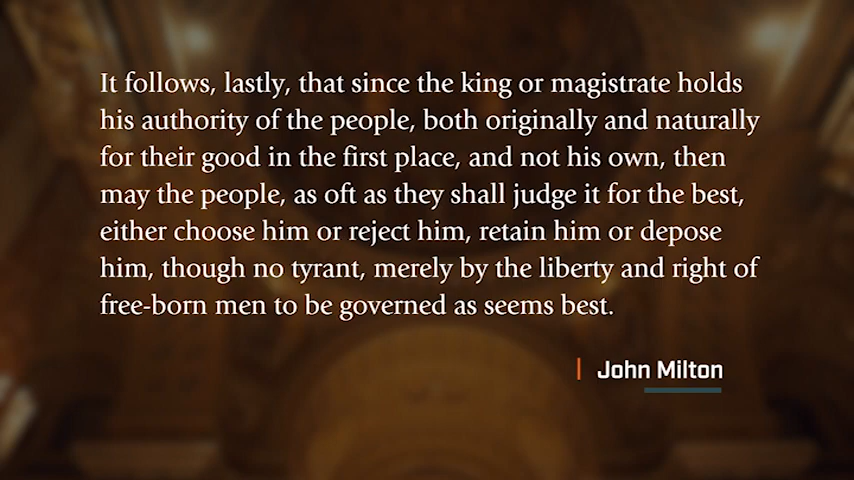 It follows, lastly, that since the king or magistrate holds
his authority of the people, both originally and naturally
for their good in the first place, and not his own, then
may the people, as oft as they shall judge it for the best,
either choose him or reject him, retain him or depose
him, though no tyrant, merely by the liberty and right of
free-born men to be governed as seems best.
John Milton